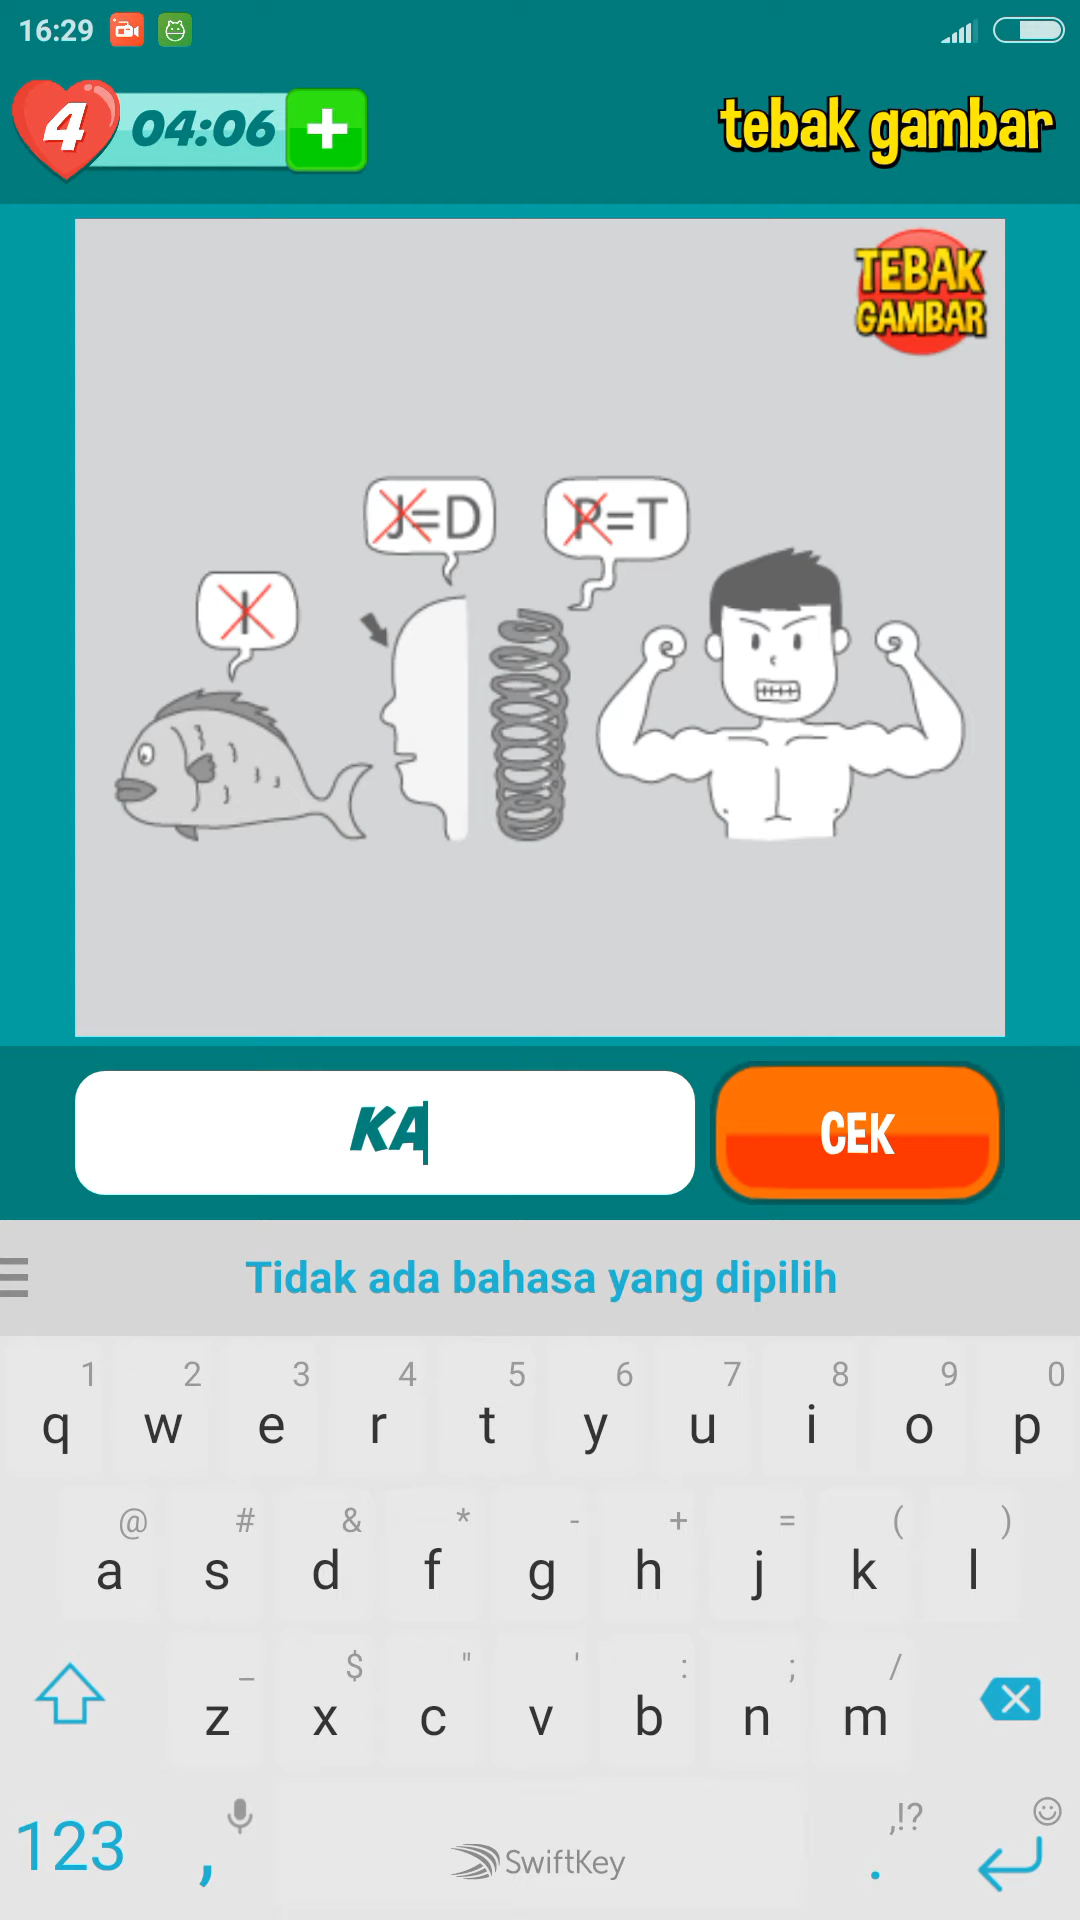 16:29
4 04:06 +
tebak gambar
TEBAK
GAMBAR
J=D
P=T
I
KA
CEK
Tidak ada bahasa yang dipilih
1 2 3 4 5 6 7 8 9 0
q w e r t y u i o p
@ # & * - + = ( )
a s d f g h j k l
_ $ " ' : ; /
z x c v b n m
,!?
123 , SwiftKey .